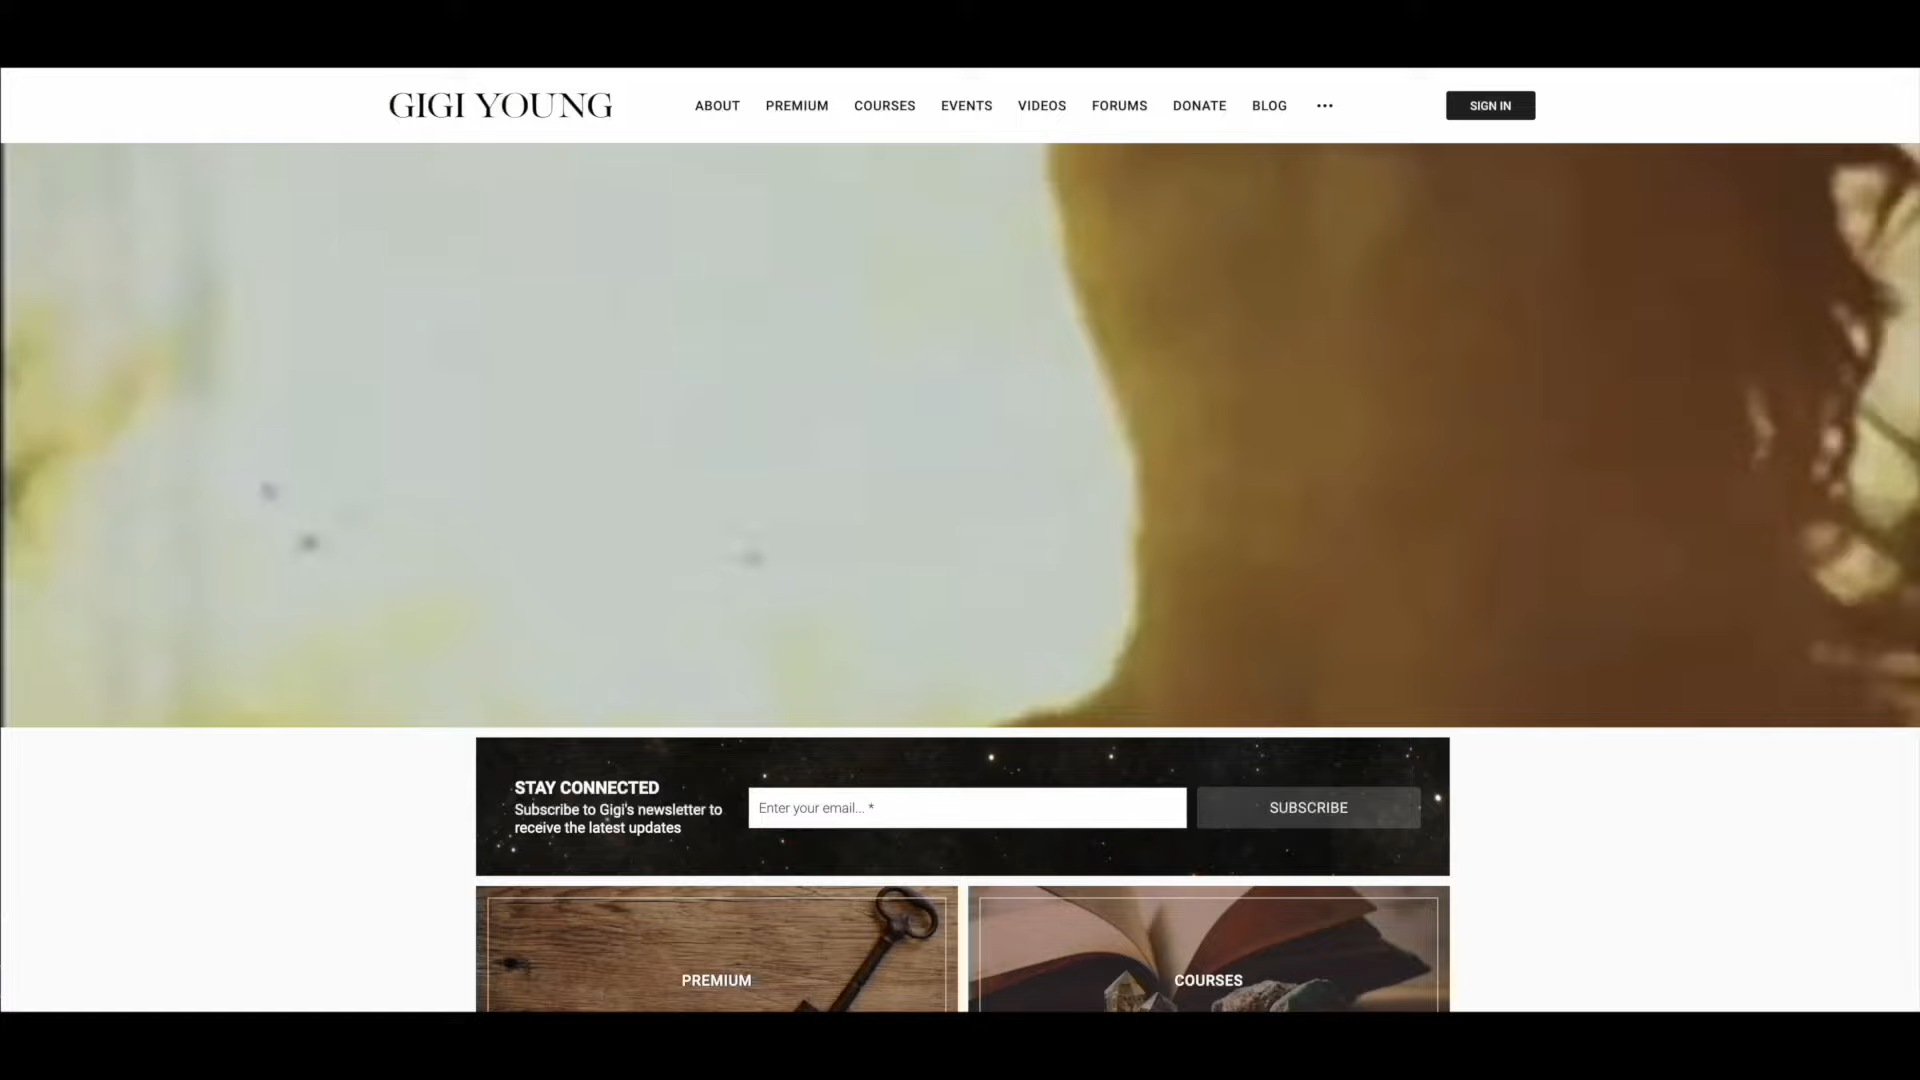 GIGI YOUNG
ABOUT PREMIUM COURSES EVENTS VIDEOS FORUMS DONATE BLOG ••• SIGN IN
STAY CONNECTED
Subscribe to Gigi's newsletter to
receive the latest updates
Enter your email... *
SUBSCRIBE
PREMIUM
COURSES